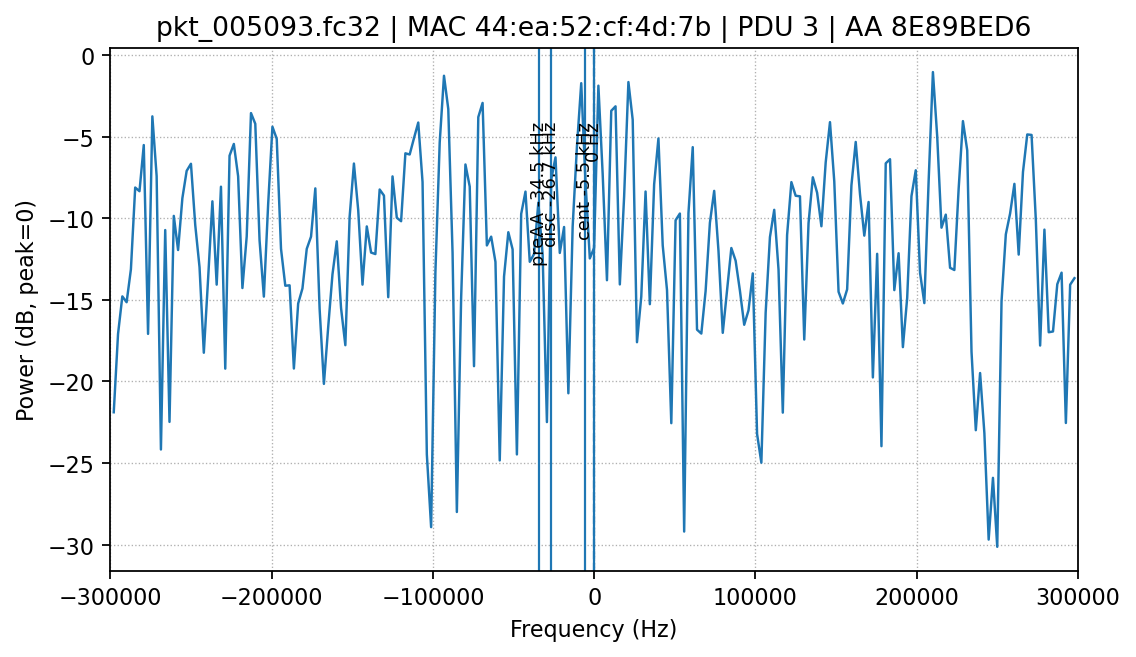 pkt_005093.fc32 | MAC 44:ea:52:cf:4d:7b | PDU 3 | AA 8E89BED6
Power (dB, peak=0)
0
−5
−10
−15
−20
−25
−30
preAA -34.5 kHz
disc -26.7 kHz
cent -5.5 kHz
0 Hz
−300000
−200000
−100000
0
100000
200000
300000
Frequency (Hz)